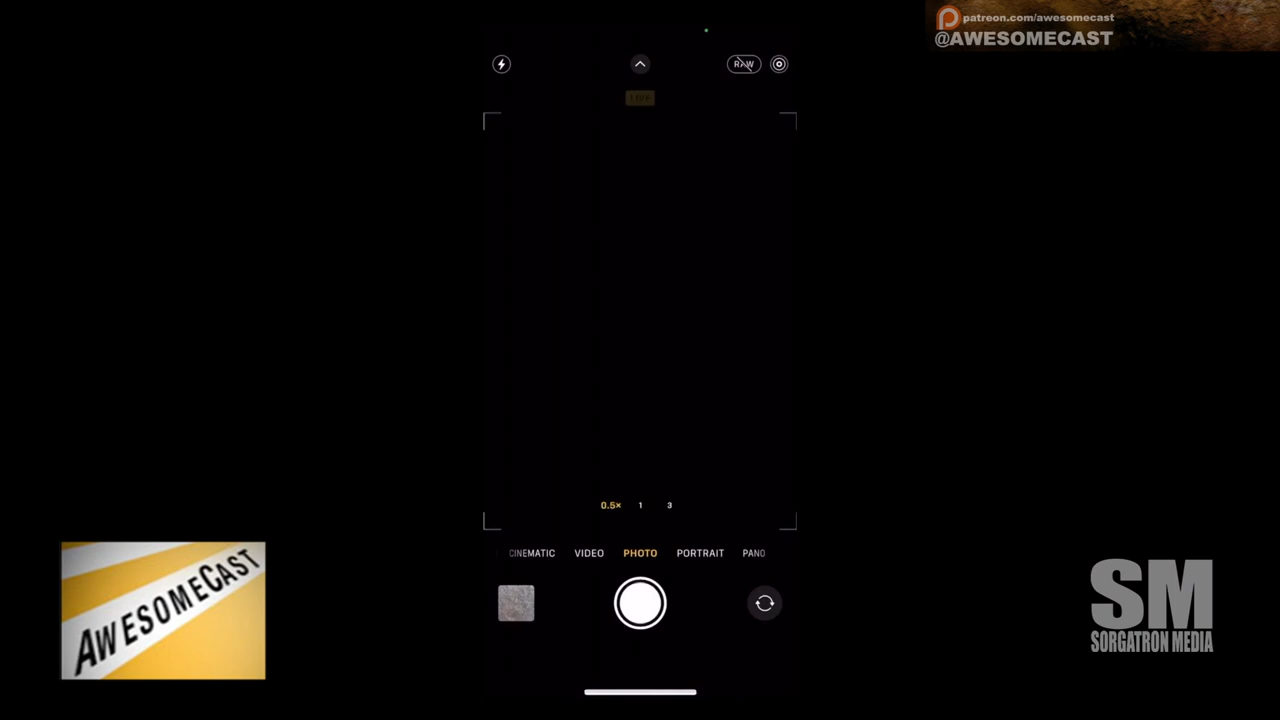 patreon.com/awesomecast
@AWESOMECAST
RAW
0.5× 1 3
CINEMATIC VIDEO PHOTO PORTRAIT PANO
AWESOMECAST
SM
SORGATRON MEDIA